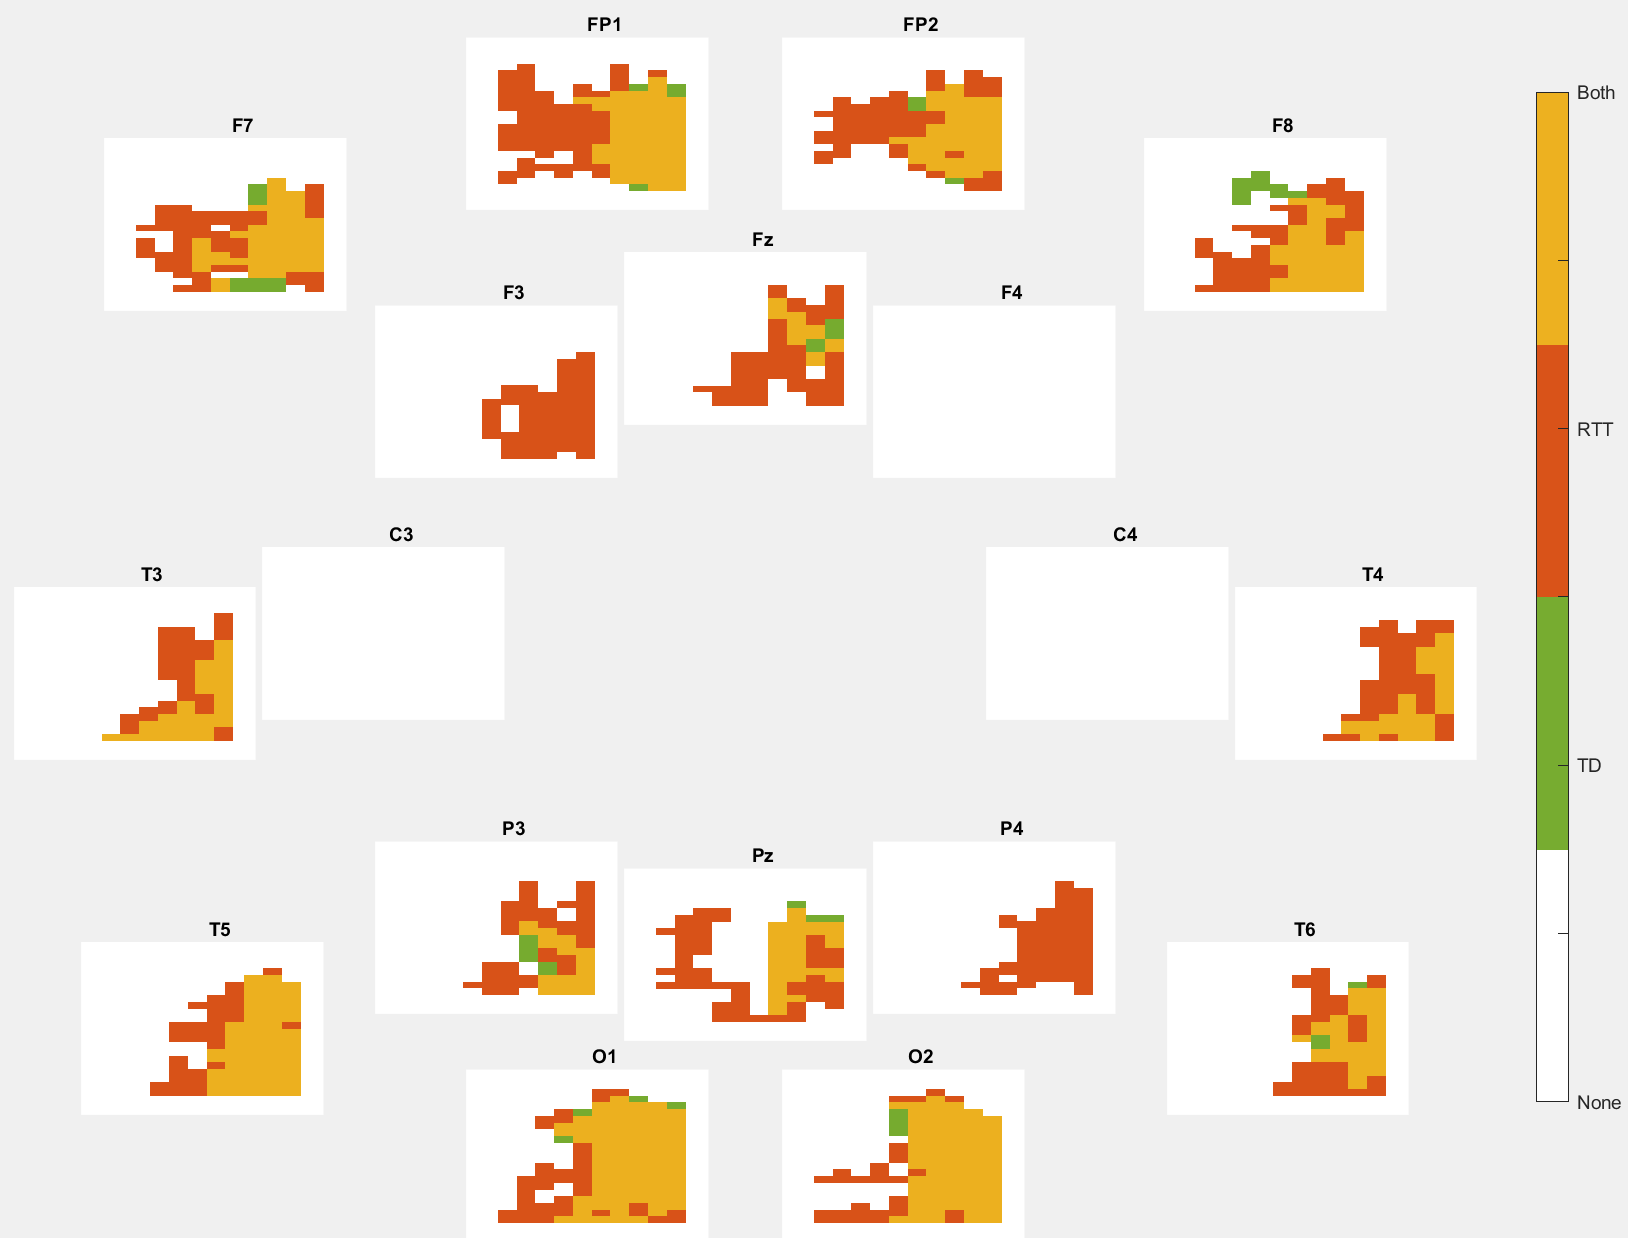 FP1
FP2
F7
F8
Fz
F3
F4
C3
C4
T3
T4
P3
Pz
P4
T5
T6
O1
O2
Both
RTT
TD
None